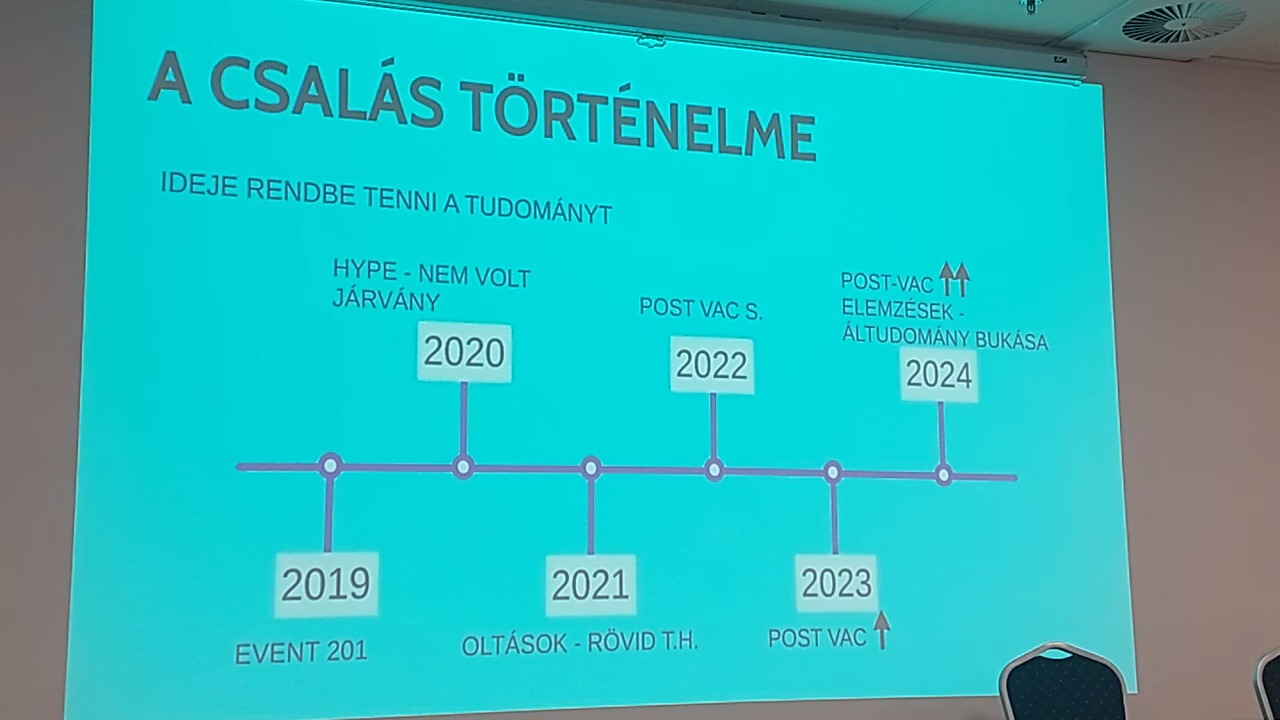 A CSALÁS TÖRTÉNELME
IDEJE RENDBE TENNI A TUDOMÁNYT
HYPE - NEM VOLT
JÁRVÁNY
2020
POST VAC S.
2022
POST-VAC
ELEMZÉSEK -
ÁLTUDOMÁNY BUKÁSA
2024
2019
EVENT 201
2021
OLTÁSOK - RÖVID T.H.
2023
POST VAC